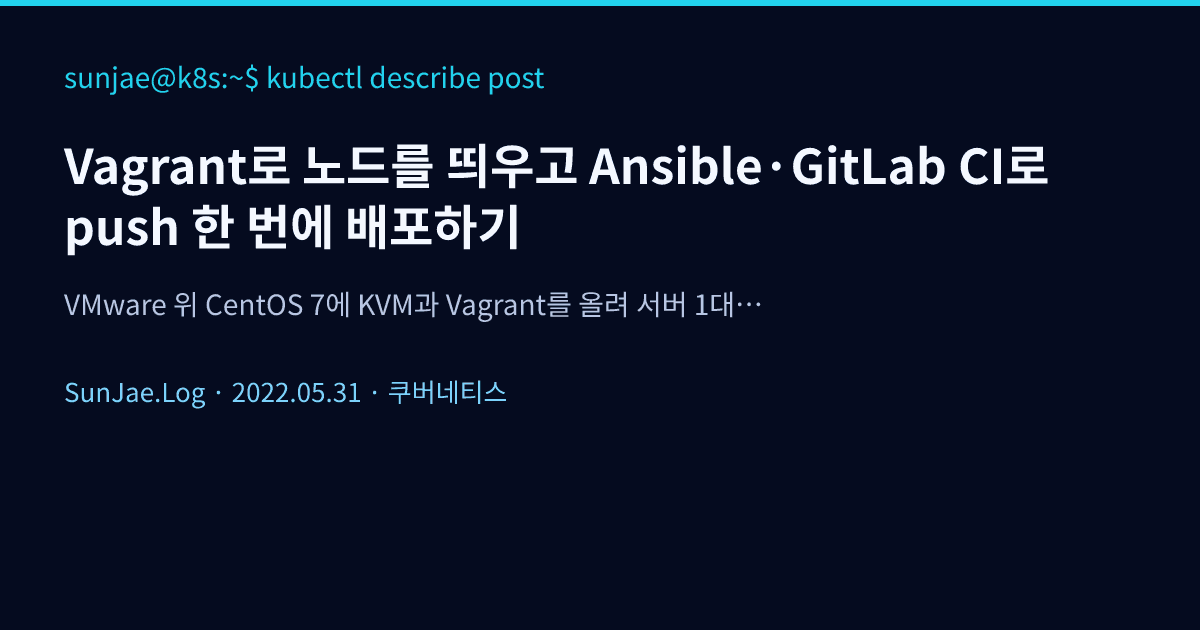 sunjae@k8s:~$ kubectl describe post
Vagrant로 노드를 띄우고 Ansible·GitLab CI로
push 한 번에 배포하기
VMware 위 CentOS 7에 KVM과 Vagrant를 올려 서버 1대…
SunJae.Log · 2022.05.31 · 쿠버네티스